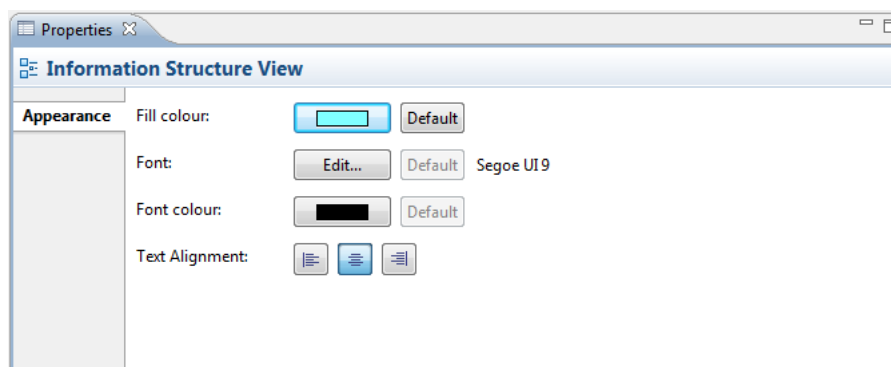 Properties
Information Structure View
Appearance
Fill colour: Default
Font: Edit... Default Segoe UI 9
Font colour: Default
Text Alignment: